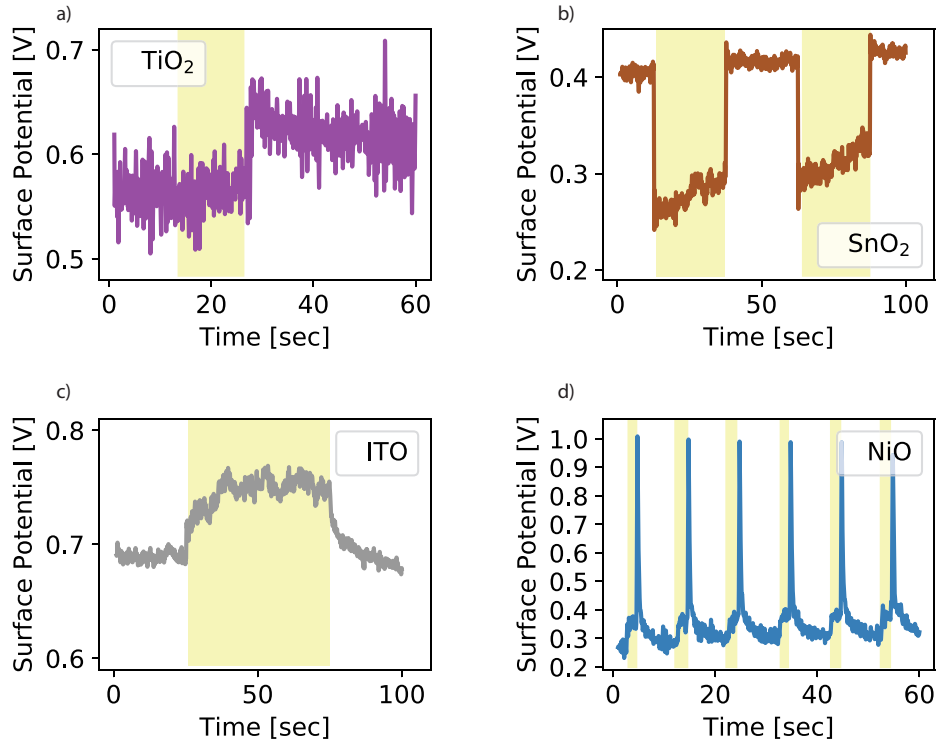 a)
Surface Potential [V]
0.7
0.6
0.5
TiO₂
0
20
40
60
Time [sec]
b)
Surface Potential [V]
0.4
0.3
0.2
SnO₂
0
50
100
Time [sec]
c)
Surface Potential [V]
0.8
0.7
0.6
ITO
0
50
100
Time [sec]
d)
Surface Potential [V]
1.0
0.9
0.8
0.7
0.6
0.5
0.4
0.3
0.2
NiO
0
20
40
60
Time [sec]